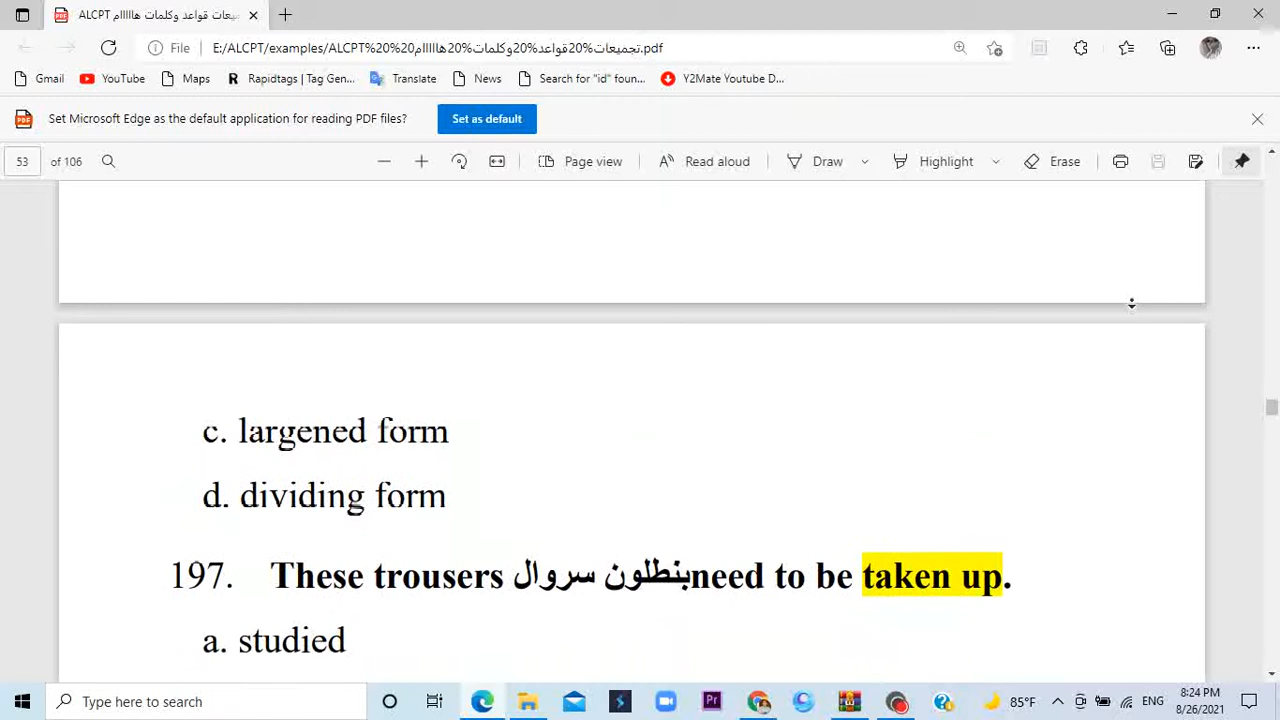 ميعات قواعد وكلمات هااااام ALCPT
File E:/ALCPT/examples/ALCPT%20%20تجميعات%20قواعد%20وكلمات%20هااااام.pdf
Gmail YouTube Maps Rapidtags | Tag Gen... Translate News Search for "id" foun... Y2Mate Youtube D...
Set Microsoft Edge as the default application for reading PDF files? Set as default
53 of 106 Page view Read aloud Draw Highlight Erase
c. largened form
d. dividing form
197. These trousers بنطلون سروال need to be taken up.
a. studied
Type here to search 85°F ENG 8:24 PM
8/26/2021